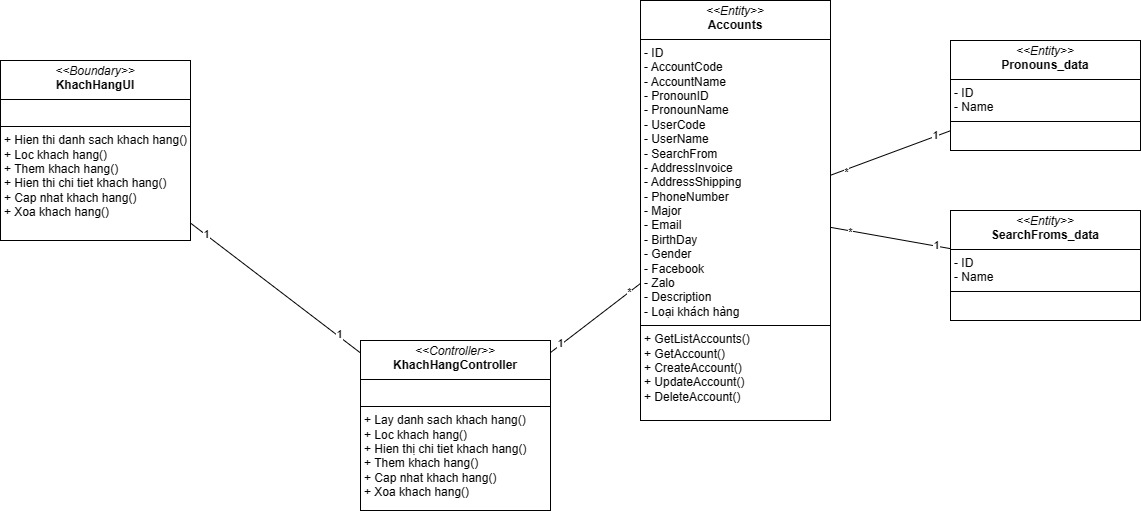 <<Boundary>>
KhachHangUI
+ Hien thi danh sach khach hang()
+ Loc khach hang()
+ Them khach hang()
+ Hien thi chi tiet khach hang()
+ Cap nhat khach hang()
+ Xoa khach hang()
1
1
<<Controller>>
KhachHangController
+ Lay danh sach khach hang()
+ Loc khach hang()
+ Hien thị chi tiet khach hang()
+ Them khach hang()
+ Cap nhat khach hang()
+ Xoa khach hang()
1
*
<<Entity>>
Accounts
- ID
- AccountCode
- AccountName
- PronounID
- PronounName
- UserCode
- UserName
- SearchFrom
- AddressInvoice
- AddressShipping
- PhoneNumber
- Major
- Email
- BirthDay
- Gender
- Facebook
- Zalo
- Description
- Loại khách hàng
+ GetListAccounts()
+ GetAccount()
+ CreateAccount()
+ UpdateAccount()
+ DeleteAccount()
*
1
<<Entity>>
Pronouns_data
- ID
- Name
*
1
<<Entity>>
SearchFroms_data
- ID
- Name